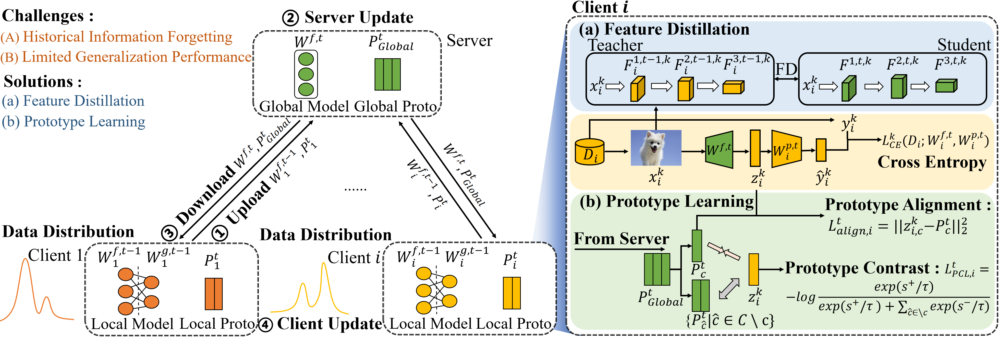 Challenges :
(A) Historical Information Forgetting
(B) Limited Generalization Performance
Solutions :
(a) Feature Distillation
(b) Prototype Learning
② Server Update
W^{f,t} P^t_{Global}
Server
Global Model Global Proto
③ Download W^{f,t}, P^t_{Global}
① Upload W_1^{f,t-1}, P_1^t
......
W_i^{f,t-1}, P_i^t
W^{f,t}, P^t_{Global}
Data Distribution
Client 1
W_1^{f,t-1} W_1^{g,t-1} P_1^t
Local Model Local Proto
Data Distribution
Client i
W_i^{f,t-1} W_i^{g,t-1} P_i^t
④ Client Update
Local Model Local Proto
Client i
(a) Feature Distillation
Teacher
F_i^{1,t-1,k} F_i^{2,t-1,k} F_i^{3,t-1,k}
x_i^k
FD
Student
F^{1,t,k} F^{2,t,k} F^{3,t,k}
x_i^k
y_i^k
D_i
x_i^k
W^{f,t}
z_i^k
W_i^{p,t}
ŷ_i^k
L_{CE}^k(D_i; W_i^{f,t}, W_i^{p,t})
Cross Entropy
(b) Prototype Learning
Prototype Alignment :
L^t_{align,i} = ||z^k_{i,c} − P^t_c||^2_2
From Server
P^t_{Global}
P^t_c
{P^t_ĉ|ĉ ∈ C \ c}
z_i^k
Prototype Contrast : L^t_{PCL,i} =
−log \frac{exp(s^+/τ)}{exp(s^+/τ) + ∑_{ĉ∈\c} exp(s^−/τ)}